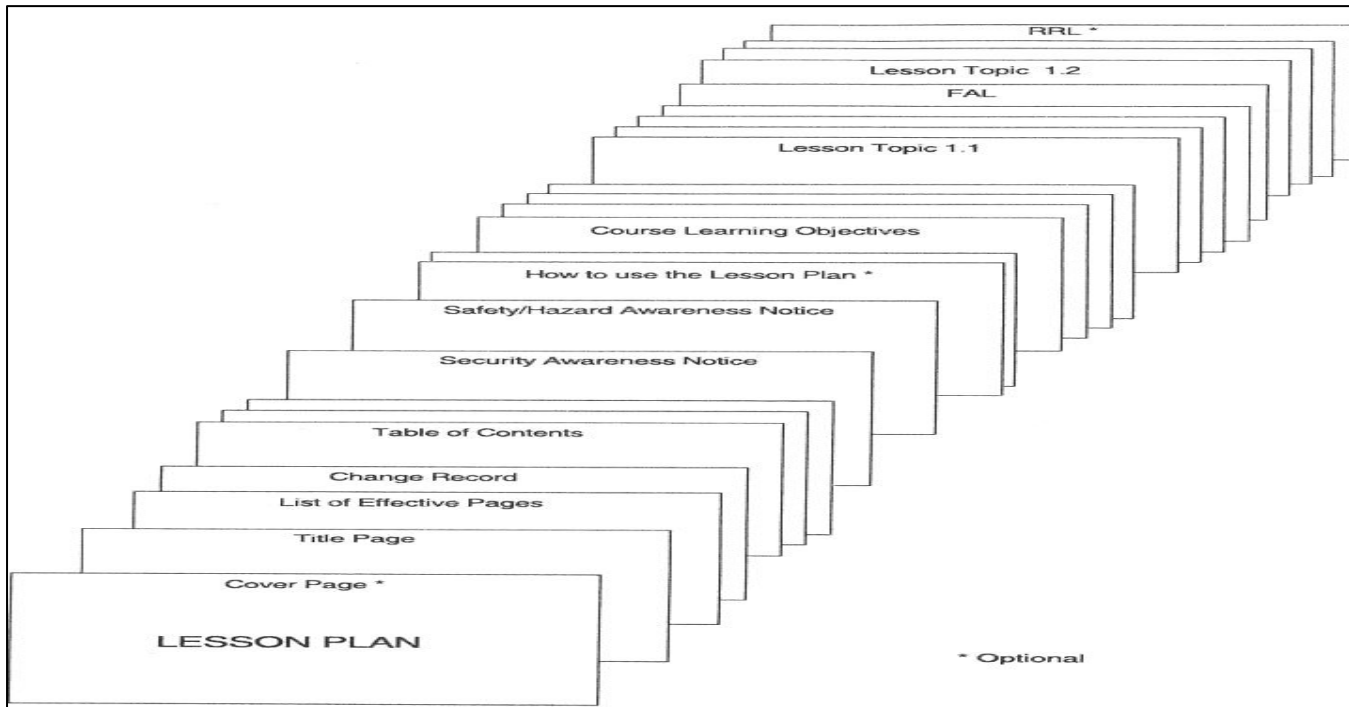 RRL *
Lesson Topic 1.2
FAL
Lesson Topic 1.1
Course Learning Objectives
How to use the Lesson Plan *
Safety/Hazard Awareness Notice
Security Awareness Notice
Table of Contents
Change Record
List of Effective Pages
Title Page
Cover Page *
LESSON PLAN
* Optional